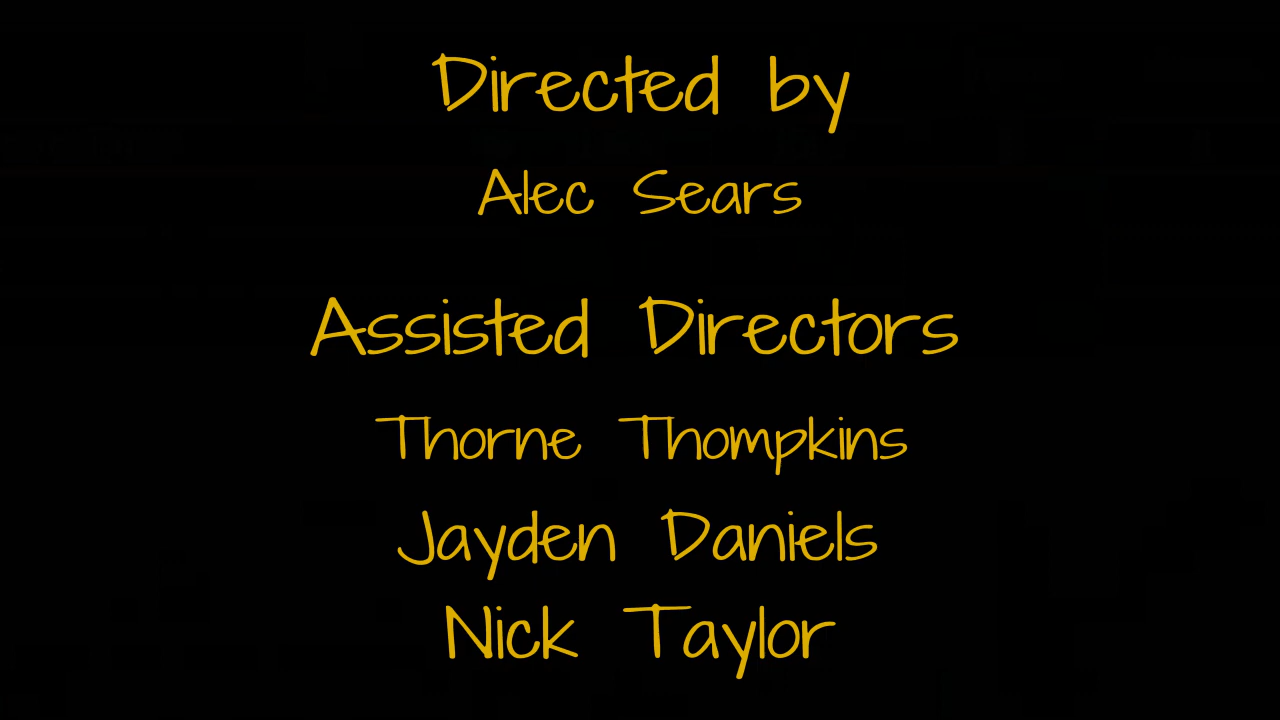 Directed by
Alec Sears
Assisted Directors
Thorne Thompkins
Jayden Daniels
Nick Taylor